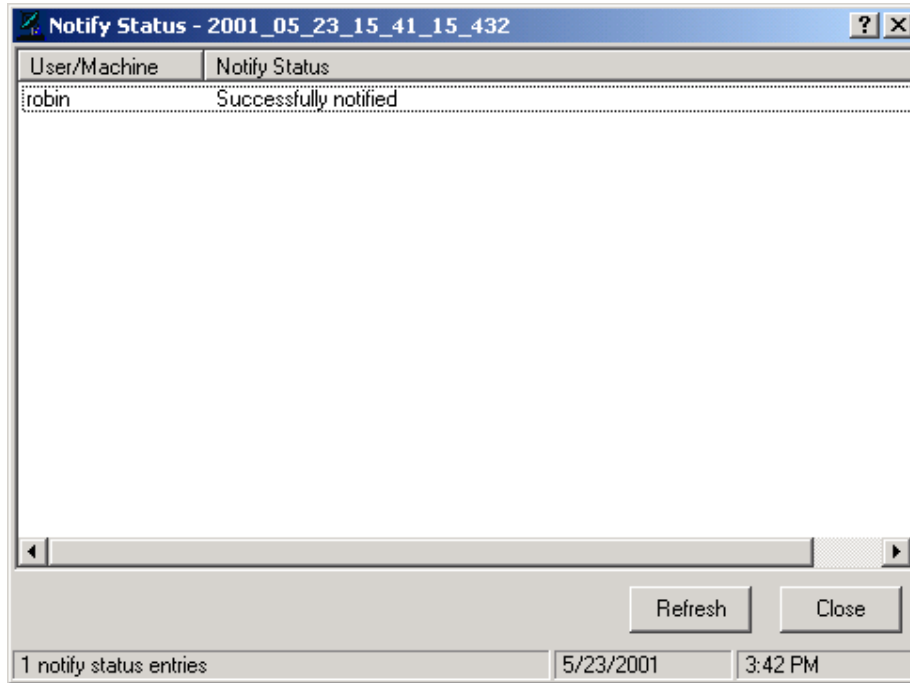 Notify Status - 2001_05_23_15_41_15_432
User/Machine Notify Status
robin Successfully notified
Refresh Close
1 notify status entries 5/23/2001 3:42 PM